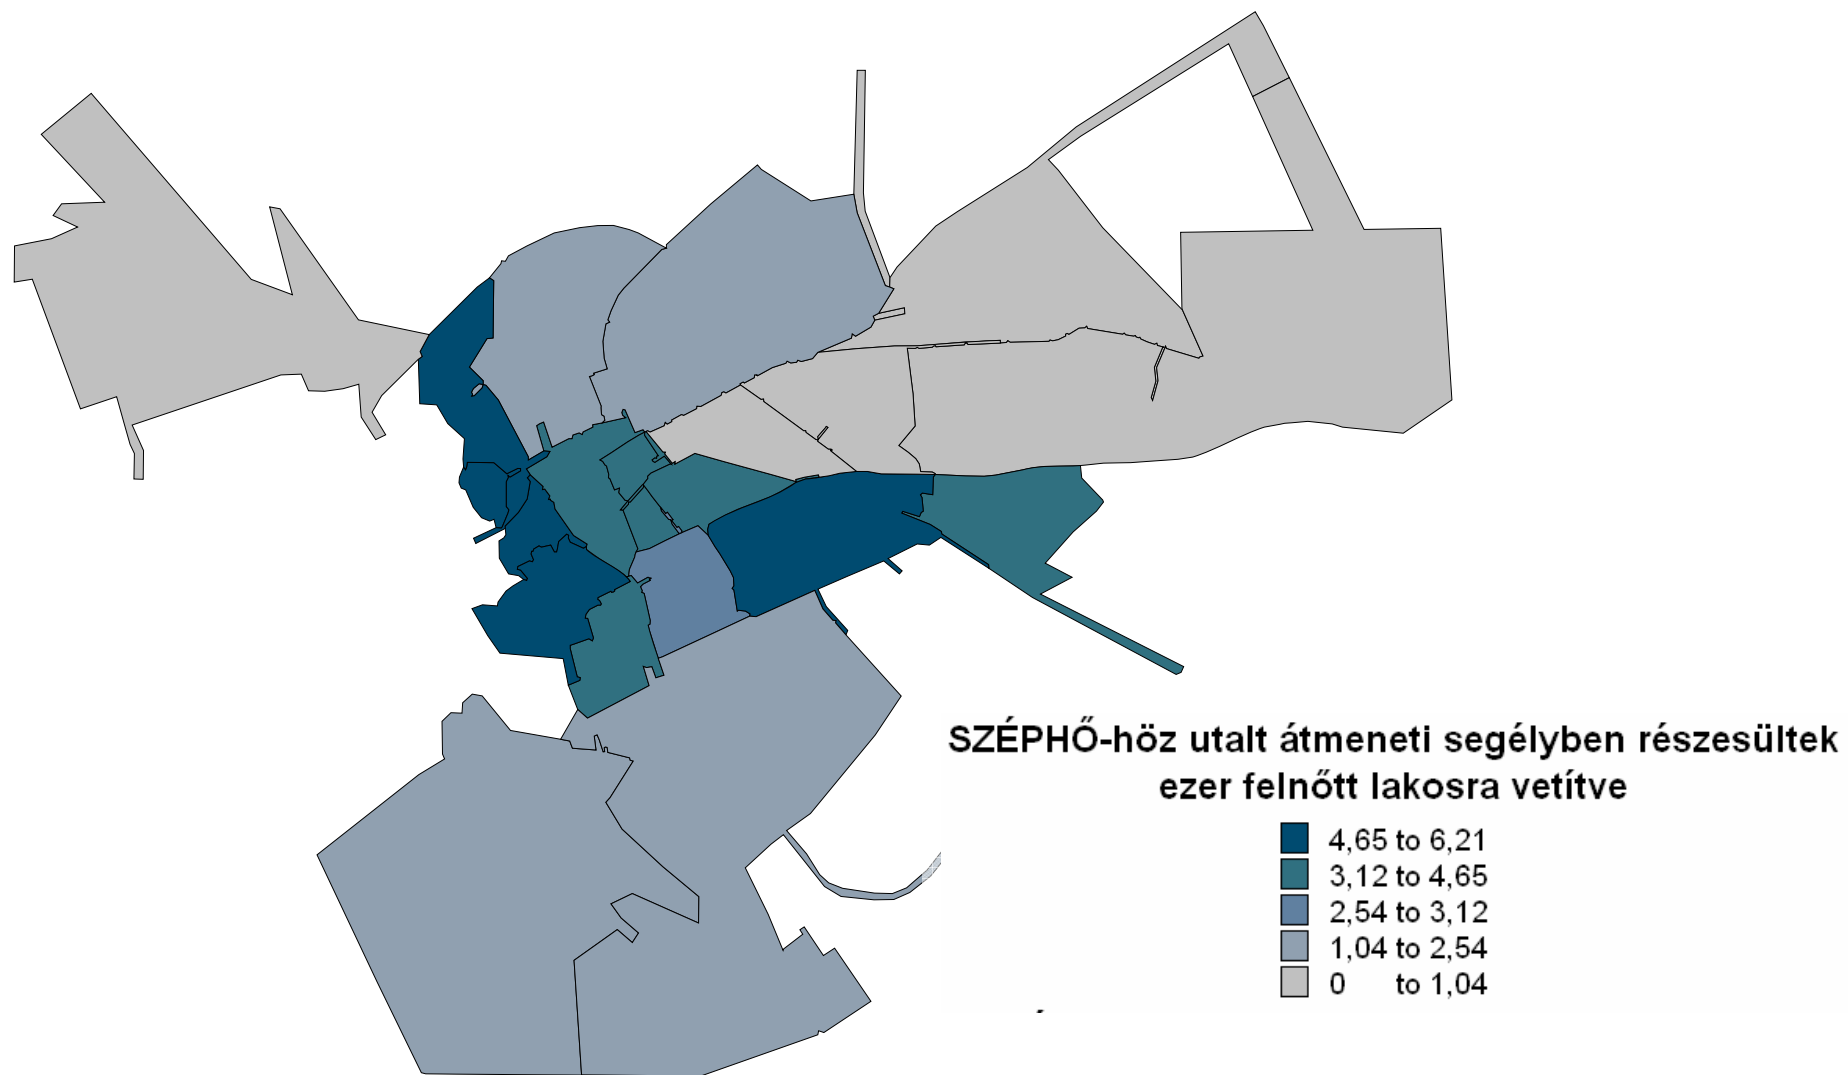 SZÉPHŐ-höz utalt átmeneti segélyben részesültek
ezer felnőtt lakosra vetítve
4,65 to 6,21
3,12 to 4,65
2,54 to 3,12
1,04 to 2,54
0 to 1,04